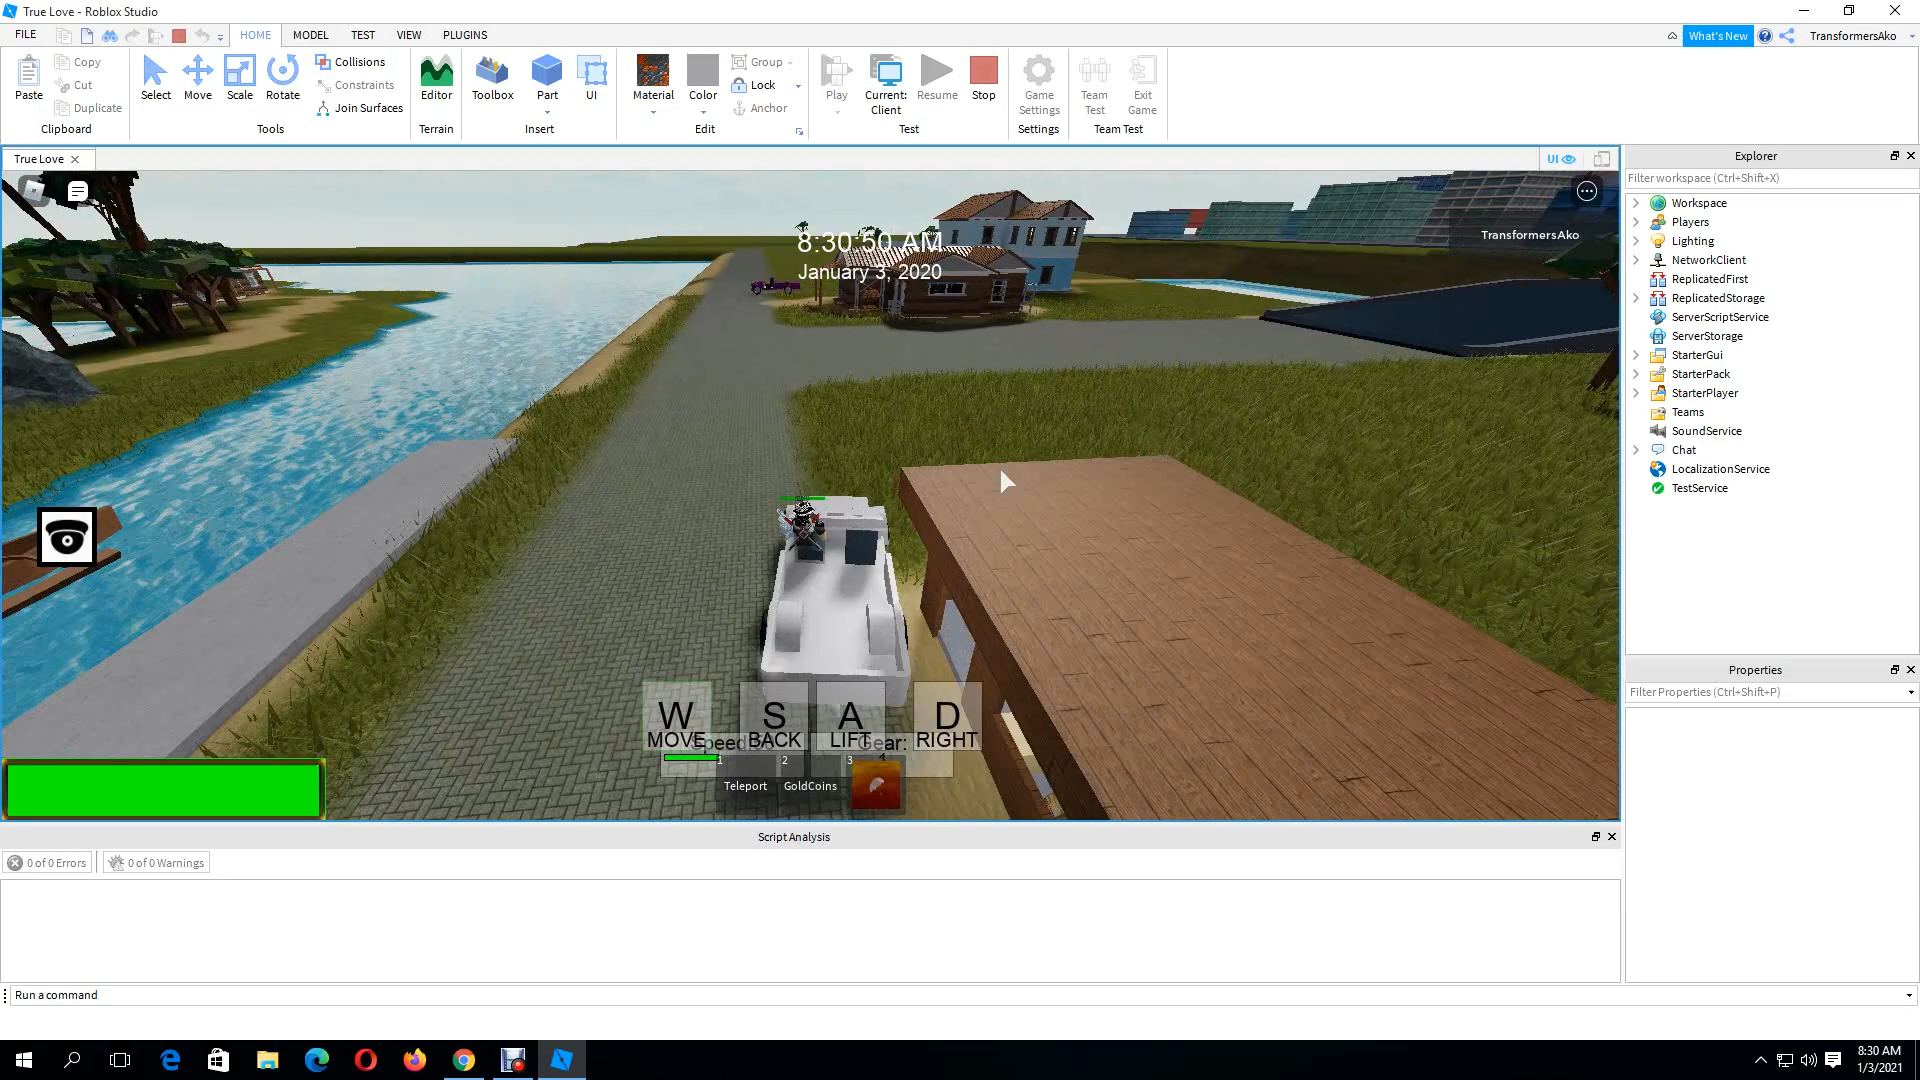 True Love - Roblox Studio
FILE HOME MODEL TEST VIEW PLUGINS What's New TransformersAko
Paste Copy Cut Duplicate
Clipboard
Select Move Scale Rotate
Collisions
Constraints
Join Surfaces
Tools
Editor
Terrain
Toolbox Part UI
Insert
Material Color
Group
Lock
Anchor
Edit
Play Current: Client Resume Stop
Test
Game Settings
Settings
Team Test Exit Game
Team Test
True Love
UI
8:30:50 AM
January 3, 2020
TransformersAko
W S A D
MOVE BACK LIFT RIGHT
Speed: Gear:
1 2 3
Teleport GoldCoins
Explorer
Filter workspace (Ctrl+Shift+X)
Workspace
Players
Lighting
NetworkClient
ReplicatedFirst
ReplicatedStorage
ServerScriptService
ServerStorage
StarterGui
StarterPack
StarterPlayer
Teams
SoundService
Chat
LocalizationService
TestService
Properties
Filter Properties (Ctrl+Shift+P)
Script Analysis
0 of 0 Errors 0 of 0 Warnings
Run a command
8:30 AM
1/3/2021